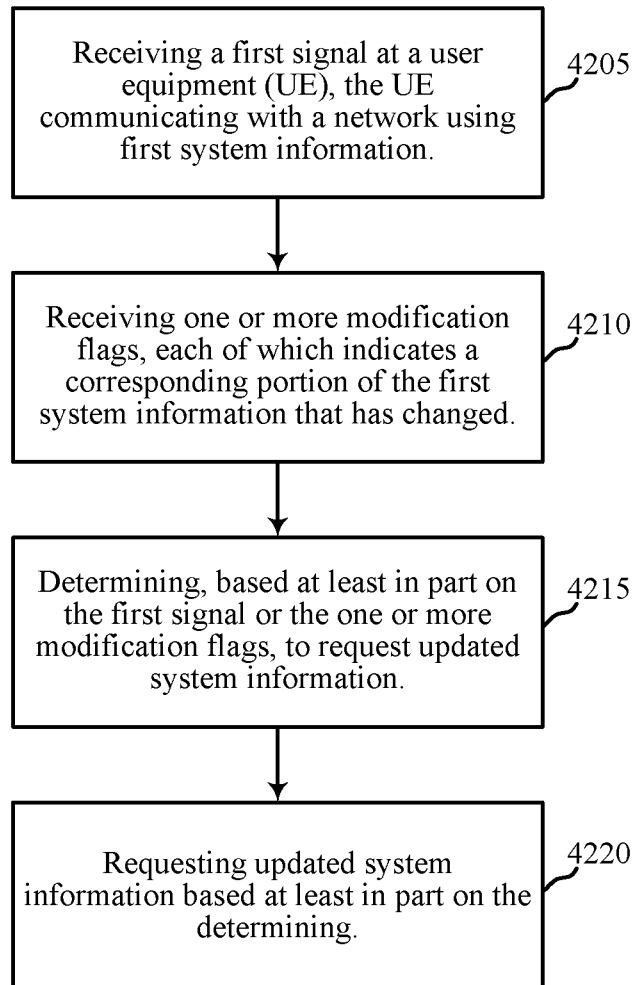 Receiving a first signal at a user
equipment (UE), the UE
communicating with a network using
first system information.
4205
Receiving one or more modification
flags, each of which indicates a
corresponding portion of the first
system information that has changed.
4210
Determining, based at least in part on
the first signal or the one or more
modification flags, to request updated
system information.
4215
Requesting updated system
information based at least in part on the
determining.
4220